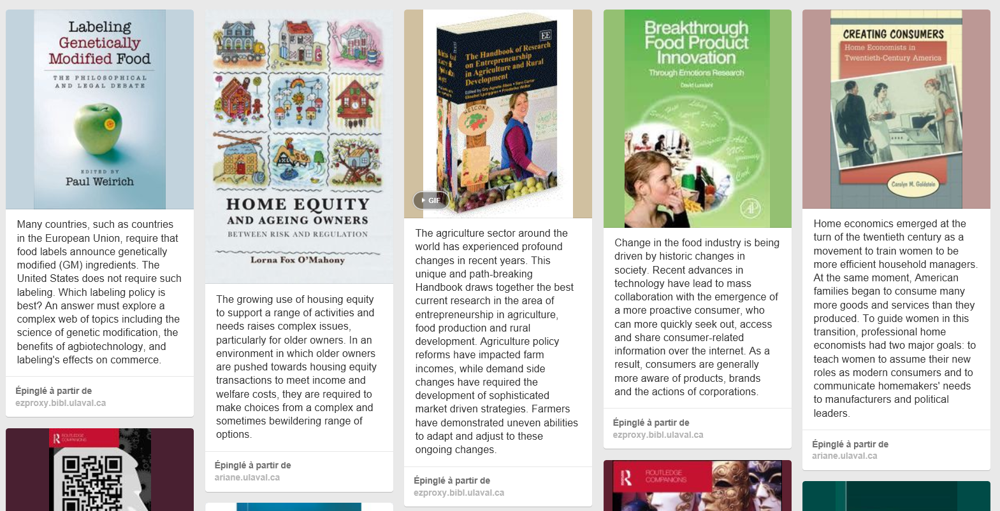 Labeling
Genetically
Modified Food
THE PHILOSOPHICAL
AND LEGAL DEBATE
EDITED BY
Paul Weirich
Many countries, such as countries
in the European Union, require that
food labels announce genetically
modified (GM) ingredients. The
United States does not require such
labeling. Which labeling policy is
best? An answer must explore a
complex web of topics including the
science of genetic modification, the
benefits of agbiotechnology, and
labeling's effects on commerce.
Épinglé à partir de
ezproxy.bibl.ulaval.ca
ROUTLEDGE
COMPANIONS
HOME EQUITY
AND AGEING OWNERS
BETWEEN RISK AND REGULATION
Lorna Fox O'Mahony
The growing use of housing equity
to support a range of activities and
needs raises complex issues,
particularly for older owners. In an
environment in which older owners
are pushed towards housing equity
transactions to meet income and
welfare costs, they are required to
make choices from a complex and
sometimes bewildering range of
options.
Épinglé à partir de
ariane.ulaval.ca
EE
The Handbook of Research
on Entrepreneurship
in Agriculture and Rural
Development
WELCOME
GIF
The agriculture sector around the
world has experienced profound
changes in recent years. This
unique and path-breaking
Handbook draws together the best
current research in the area of
entrepreneurship in agriculture,
food production and rural
development. Agriculture policy
reforms have impacted farm
incomes, while demand side
changes have required the
development of sophisticated
market driven strategies. Farmers
have demonstrated uneven abilities
to adapt and adjust to these
ongoing changes.
Épinglé à partir de
ezproxy.bibl.ulaval.ca
Breakthrough
Food Product
Innovation
Through Emotions Research
David Lundahl
Change in the food industry is being
driven by historic changes in
society. Recent advances in
technology have lead to mass
collaboration with the emergence of
a more proactive consumer, who
can more quickly seek out, access
and share consumer-related
information over the internet. As a
result, consumers are generally
more aware of products, brands
and the actions of corporations.
Épinglé à partir de
ezproxy.bibl.ulaval.ca
ROUTLEDGE
COMPANIONS
CREATING CONSUMERS
Home Economists in
Twentieth-Century America
Carolyn M. Goldstein
Home economics emerged at the
turn of the twentieth century as a
movement to train women to be
more efficient household managers.
At the same moment, American
families began to consume many
more goods and services than they
produced. To guide women in this
transition, professional home
economists had two major goals: to
teach women to assume their new
roles as modern consumers and to
communicate homemakers' needs
to manufacturers and political
leaders.
Épinglé à partir de
ariane.ulaval.ca